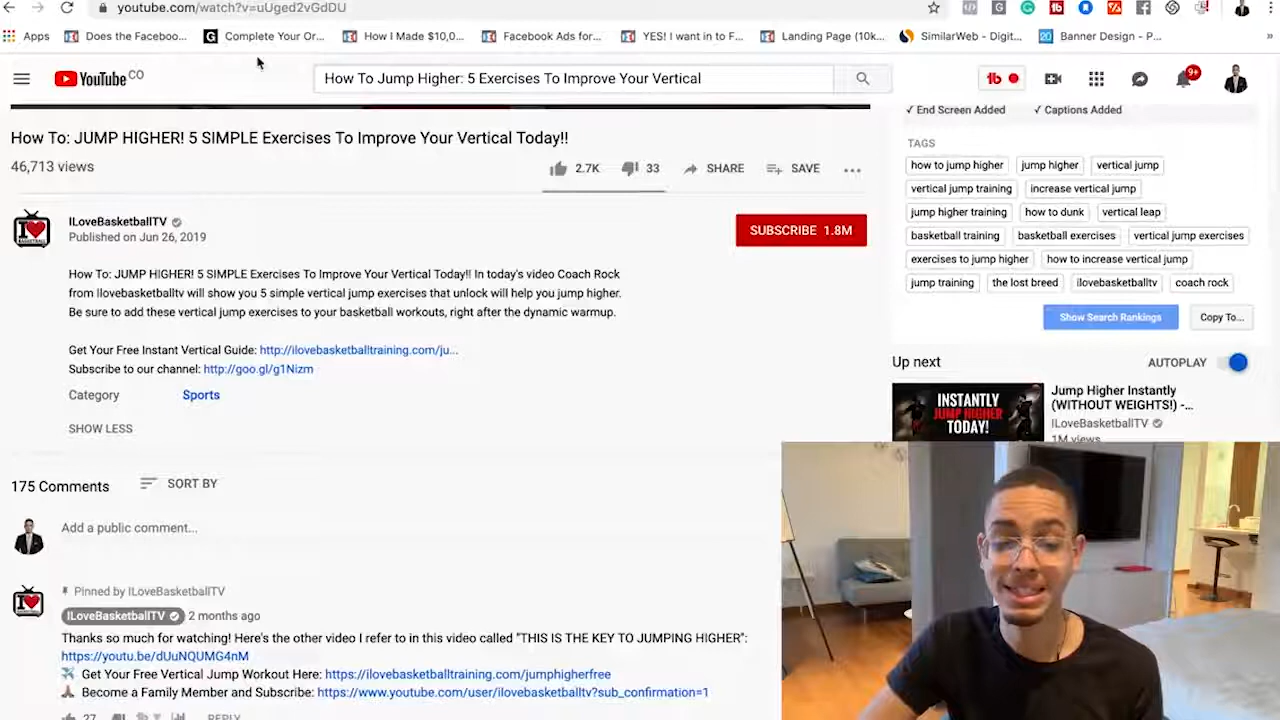 youtube.com/watch?v=uUged2vGdDU
Apps Does the Faceboo... Complete Your Or... How I Made $10,0... Facebook Ads for... YES! I want in to F... Landing Page (10k... SimilarWeb - Digit... Banner Design - P... »
YouTube CO How To Jump Higher: 5 Exercises To Improve Your Vertical 9+
How To: JUMP HIGHER! 5 SIMPLE Exercises To Improve Your Vertical Today!!
46,713 views 2.7K 33 SHARE SAVE
ILoveBasketballTV
Published on Jun 26, 2019
SUBSCRIBE 1.8M
How To: JUMP HIGHER! 5 SIMPLE Exercises To Improve Your Vertical Today!! In today's video Coach Rock
from Ilovebasketballtv will show you 5 simple vertical jump exercises that unlock will help you jump higher.
Be sure to add these vertical jump exercises to your basketball workouts, right after the dynamic warmup.
Get Your Free Instant Vertical Guide: http://ilovebasketballtraining.com/ju...
Subscribe to our channel: http://goo.gl/g1Nizm
Category Sports
SHOW LESS
175 Comments SORT BY
Add a public comment...
Pinned by ILoveBasketballTV
ILoveBasketballTV 2 months ago
Thanks so much for watching! Here's the other video I refer to in this video called "THIS IS THE KEY TO JUMPING HIGHER":
https://youtu.be/dUuNQUMG4nM
Get Your Free Vertical Jump Workout Here: https://ilovebasketballtraining.com/jumphigherfree
Become a Family Member and Subscribe: https://www.youtube.com/user/ilovebasketballtv?sub_confirmation=1
27 REPLY
✓ End Screen Added ✓ Captions Added
TAGS
how to jump higher jump higher vertical jump
vertical jump training increase vertical jump
jump higher training how to dunk vertical leap
basketball training basketball exercises vertical jump exercises
exercises to jump higher how to increase vertical jump
jump training the lost breed ilovebasketballtv coach rock
Show Search Rankings Copy To...
Up next AUTOPLAY
INSTANTLY
JUMP HIGHER
TODAY!
Jump Higher Instantly
(WITHOUT WEIGHTS!) -...
ILoveBasketballTV
1M views